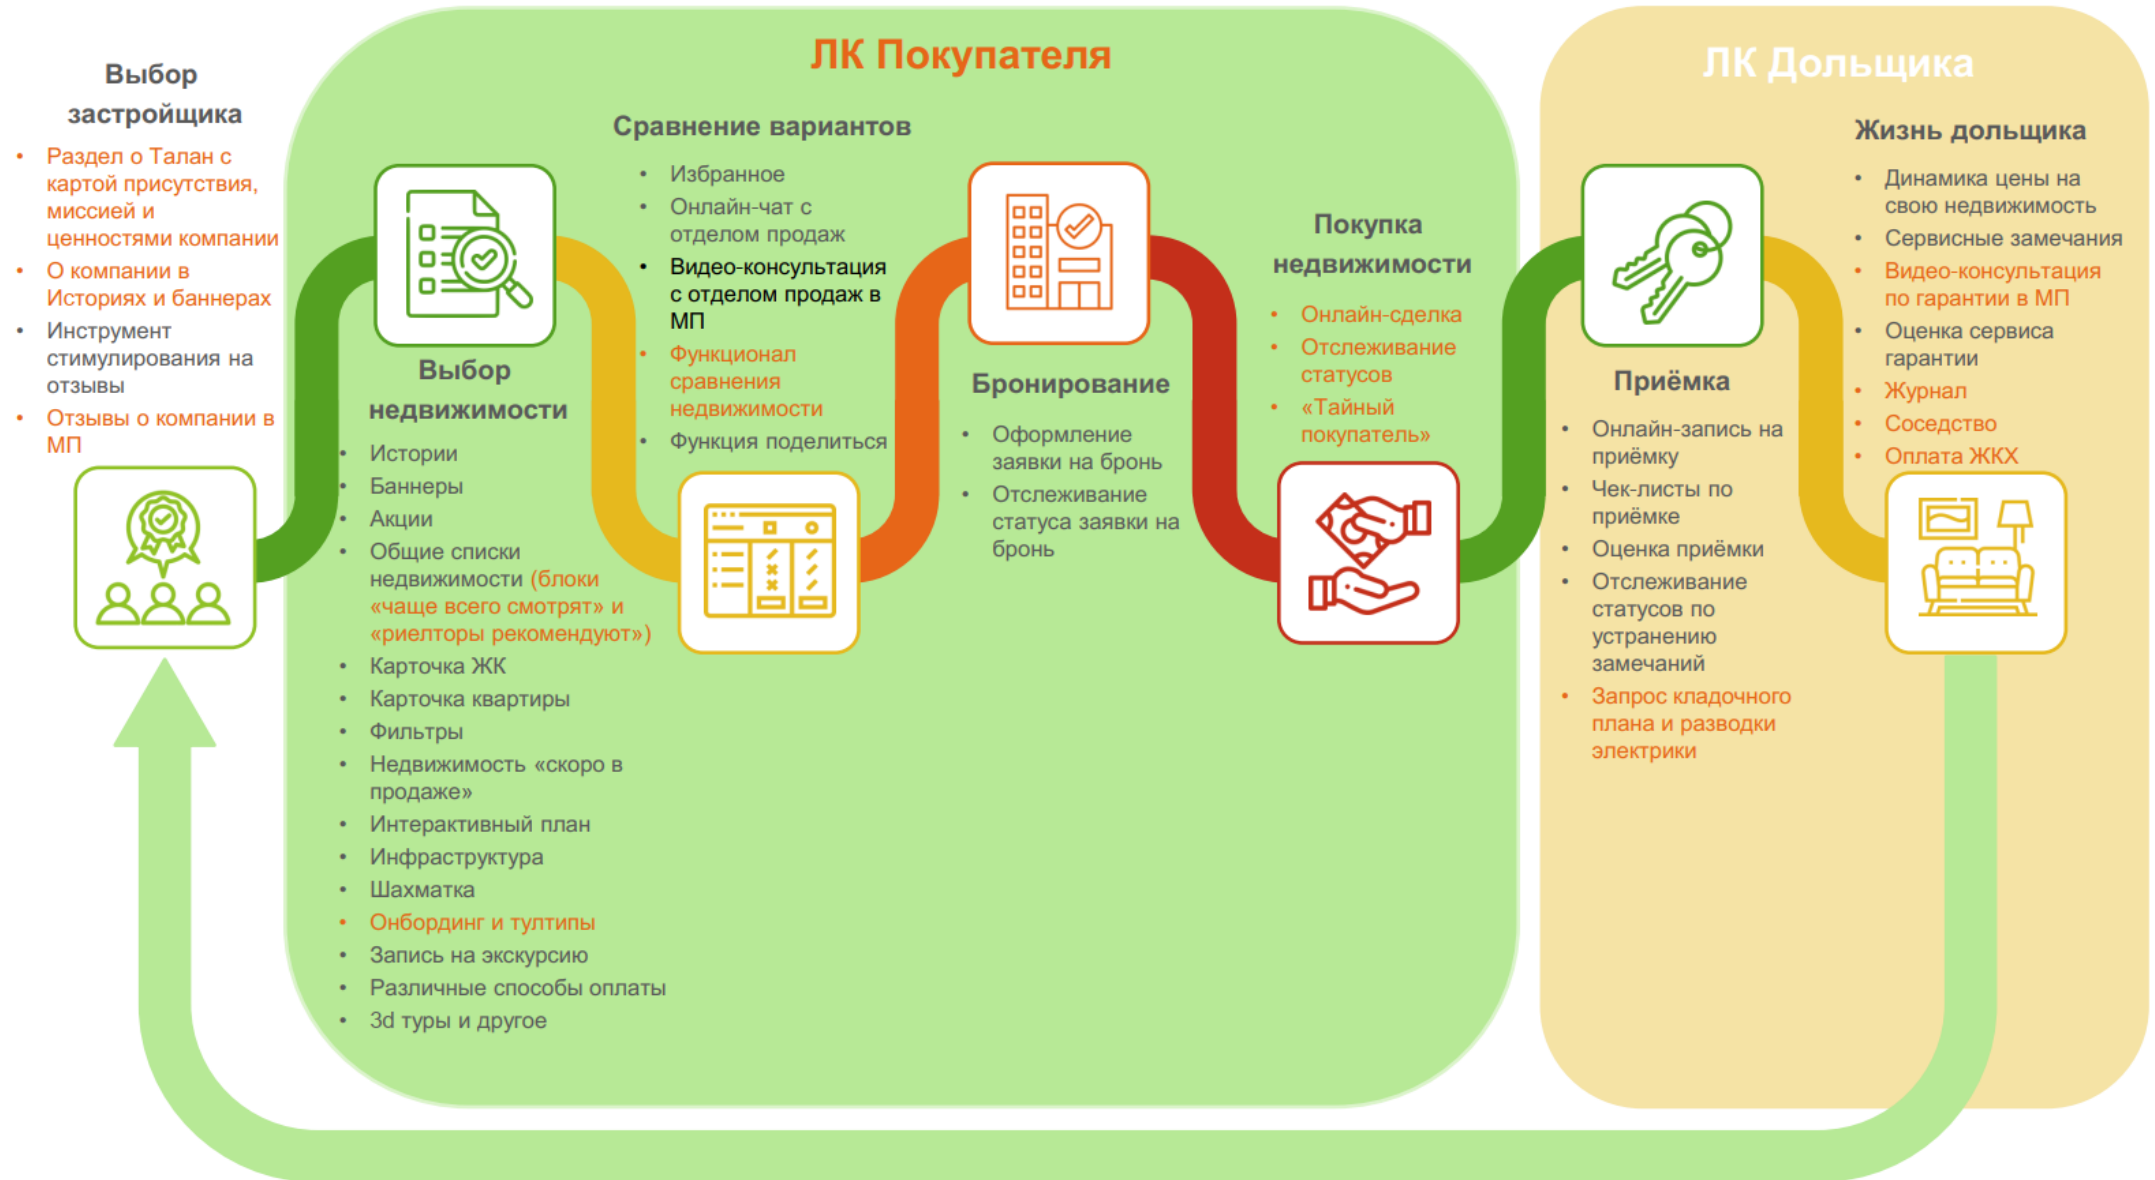 ЛК Покупателя
ЛК Дольщика
Выбор
застройщика
• Раздел о Талан с
картой присутствия,
миссией и
ценностями компании
• О компании в
Историях и баннерах
• Инструмент
стимулирования на
отзывы
• Отзывы о компании в
МП
Выбор
недвижимости
• Истории
• Баннеры
• Акции
• Общие списки
недвижимости (блоки
«чаще всего смотрят» и
«риелторы рекомендуют»)
• Карточка ЖК
• Карточка квартиры
• Фильтры
• Недвижимость «скоро в
продаже»
• Интерактивный план
• Инфраструктура
• Шахматка
• Онбординг и тултипы
• Запись на экскурсию
• Различные способы оплаты
• 3d туры и другое
Сравнение вариантов
• Избранное
• Онлайн-чат с
отделом продаж
• Видео-консультация
с отделом продаж в
МП
• Функционал
сравнения
недвижимости
• Функция поделиться
Бронирование
• Оформление
заявки на бронь
• Отслеживание
статуса заявки на
бронь
Покупка
недвижимости
• Онлайн-сделка
• Отслеживание
статусов
• «Тайный
покупатель»
Приёмка
• Онлайн-запись на
приёмку
• Чек-листы по
приёмке
• Оценка приёмки
• Отслеживание
статусов по
устранению
замечаний
• Запрос кладочного
плана и разводки
электрики
Жизнь дольщика
• Динамика цены на
свою недвижимость
• Сервисные замечания
• Видео-консультация
по гарантии в МП
• Оценка сервиса
гарантии
• Журнал
• Соседство
• Оплата ЖКХ